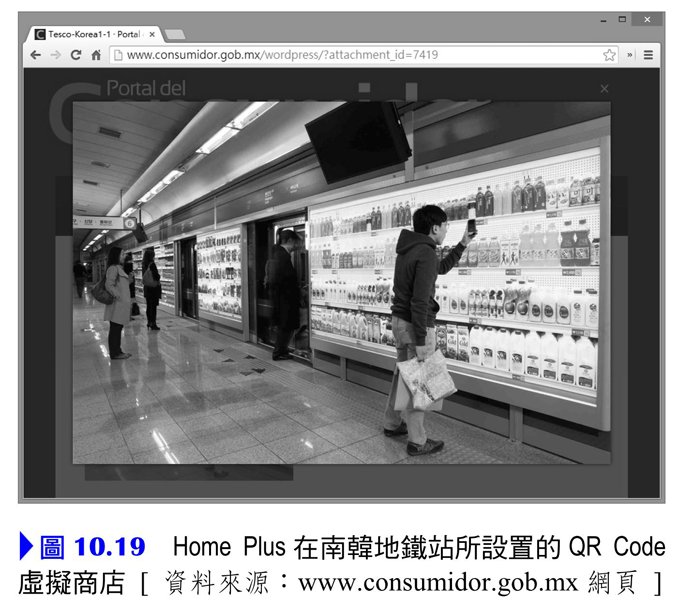 Tesco-Korea1-1 · Portal
www.consumidor.gob.mx/wordpress/?attachment_id=7419
Portal del
▶圖 10.19 Home Plus 在南韓地鐵站所設置的 QR Code
虛擬商店 [ 資料來源：www.consumidor.gob.mx 網頁 ]